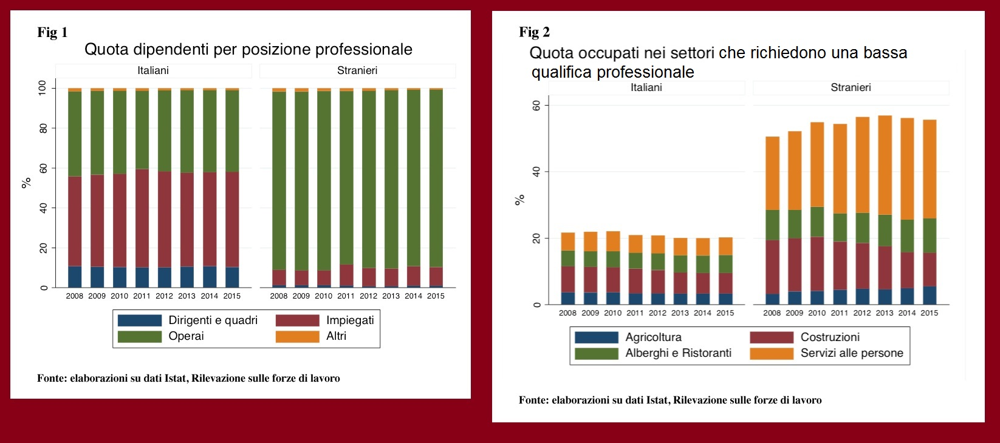 Fig 1
Quota dipendenti per posizione professionale
Italiani
Stranieri
%
100
80
60
40
20
0
2008 2009 2010 2011 2012 2013 2014 2015
2008 2009 2010 2011 2012 2013 2014 2015
Dirigenti e quadri
Impiegati
Operai
Altri
Fonte: elaborazioni su dati Istat, Rilevazione sulle forze di lavoro
Fig 2
Quota occupati nei settori che richiedono una bassa
qualifica professionale
Italiani
Stranieri
%
60
40
20
0
2008 2009 2010 2011 2012 2013 2014 2015
2008 2009 2010 2011 2012 2013 2014 2015
Agricoltura
Costruzioni
Alberghi e Ristoranti
Servizi alle persone
Fonte: elaborazioni su dati Istat, Rilevazione sulle forze di lavoro